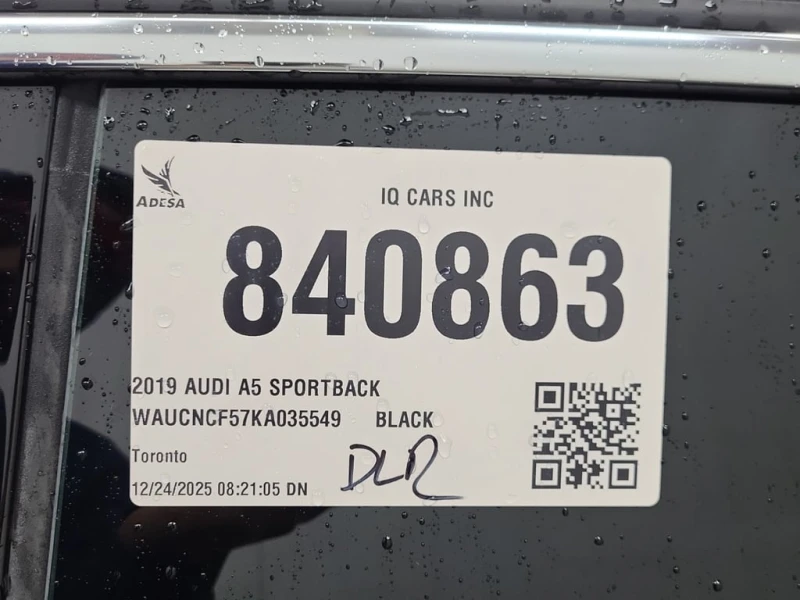 ADESA
IQ CARS INC
840863
2019 AUDI A5 SPORTBACK
WAUCNCF57KA035549 BLACK
Toronto
12/24/2025 08:21:05 DN
DLR